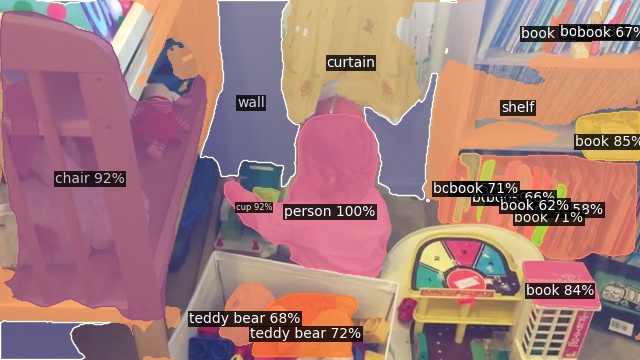 book
bobook 67%
curtain
wall
shelf
book 85%
chair 92%
bcbook 71%
66%
book 62%
58%
book 71%
cup 92%
person 100%
book 84%
teddy bear 68%
teddy bear 72%